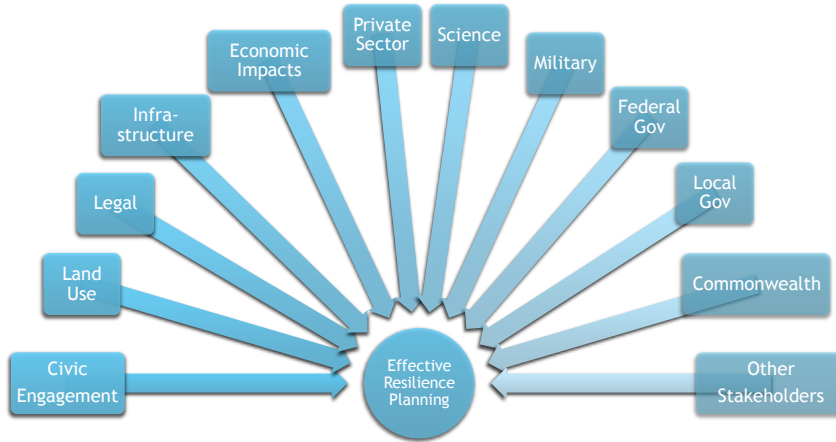 Private
Sector
Science
Economic
Impacts
Military
Federal
Gov
Infra-
structure
Local
Gov
Legal
Land
Use
Commonwealth
Civic
Engagement
Effective
Resilience
Planning
Other
Stakeholders